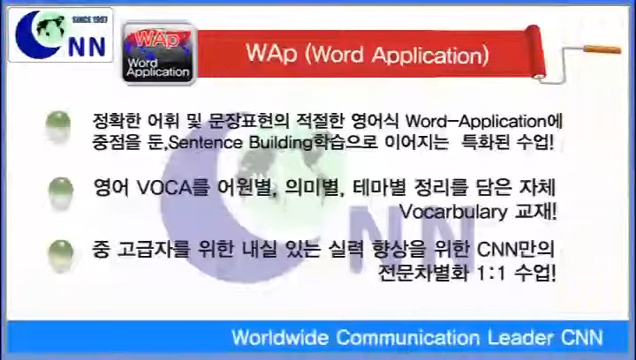 SINCE 1997
CNN
WAp
Word
Application
WAp (Word Application)
정확한 어휘 및 문장표현의 적절한 영어식 Word-Application에
중점을 둔,Sentence Building학습으로 이어지는 특화된 수업!
영어 VOCA를 어원별, 의미별, 테마별 정리를 담은 자체
Vocarbulary 교재!
중 고급자를 위한 내실 있는 실력 향상을 위한 CNN만의
전문차별화 1:1 수업!
CNN
Worldwide Communication Leader CNN